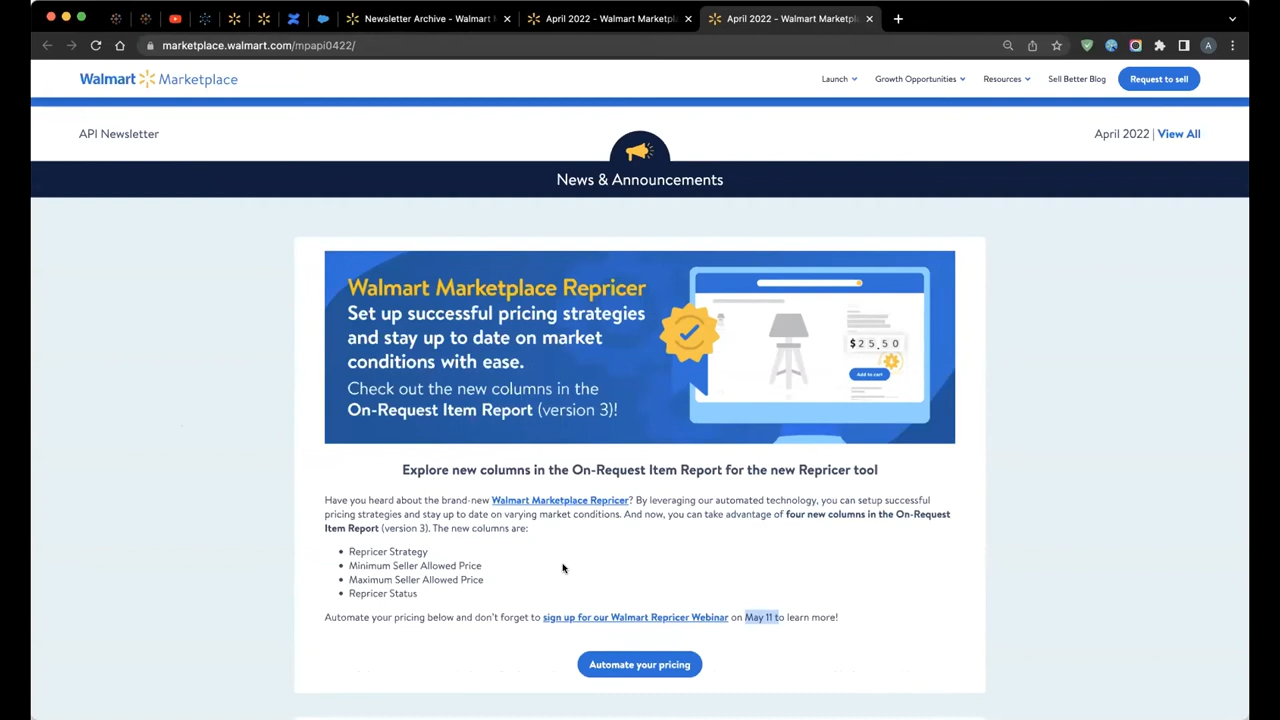 Newsletter Archive - Walmart
April 2022 - Walmart Marketpl
April 2022 - Walmart Marketpl
marketplace.walmart.com/mpapi0422/
A
Walmart Marketplace
Launch
Growth Opportunities
Resources
Sell Better Blog
Request to sell
API Newsletter
April 2022 | View All
News & Announcements
Walmart Marketplace Repricer
Set up successful pricing strategies
and stay up to date on market
conditions with ease.
Check out the new columns in the
On-Request Item Report (version 3)!
$25.50
Add to cart
Explore new columns in the On-Request Item Report for the new Repricer tool
Have you heard about the brand-new Walmart Marketplace Repricer? By leveraging our automated technology, you can setup successful
pricing strategies and stay up to date on varying market conditions. And now, you can take advantage of four new columns in the On-Request
Item Report (version 3). The new columns are:
• Repricer Strategy
• Minimum Seller Allowed Price
• Maximum Seller Allowed Price
• Repricer Status
Automate your pricing below and don't forget to sign up for our Walmart Repricer Webinar on May 11 to learn more!
Automate your pricing